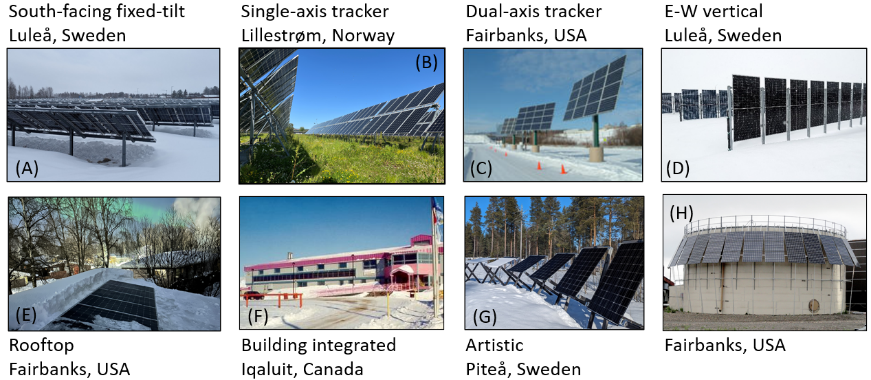 South-facing fixed-tilt
Luleå, Sweden
Single-axis tracker
Lillestrøm, Norway
Dual-axis tracker
Fairbanks, USA
E-W vertical
Luleå, Sweden
(A)
(B)
(C)
(D)
(E)
(F)
(G)
(H)
Rooftop
Fairbanks, USA
Building integrated
Iqaluit, Canada
Artistic
Piteå, Sweden
Fairbanks, USA